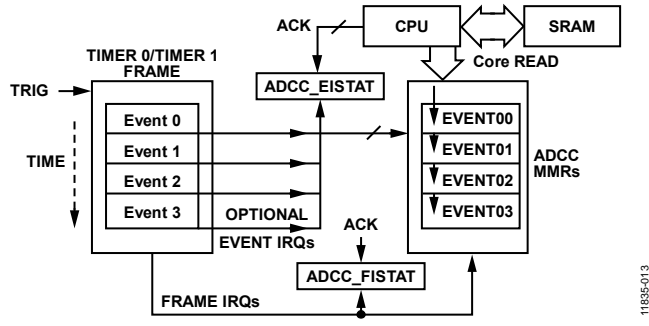 ACK
CPU
SRAM
Core READ
TIMER 0/TIMER 1
FRAME
ADCC_EISTAT
TRIG
Event 0
Event 1
Event 2
Event 3
TIME
EVENT00
EVENT01
EVENT02
EVENT03
ADCC
MMRs
OPTIONAL
EVENT IRQs
ACK
ADCC_FISTAT
FRAME IRQs
11835-013